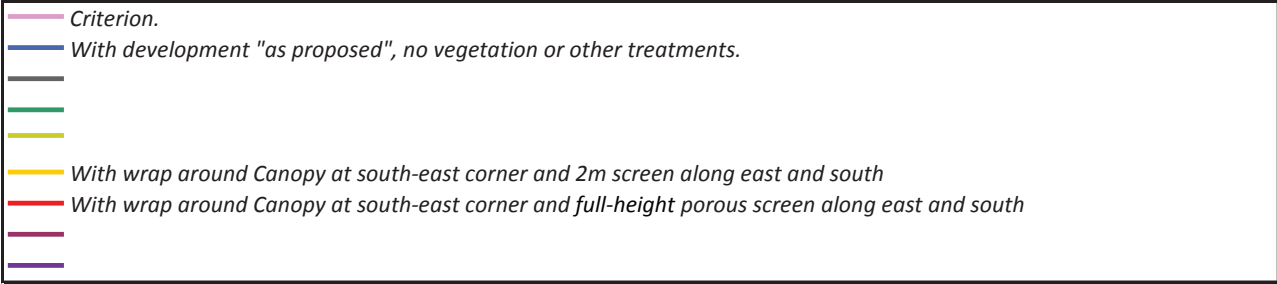 Criterion.
With development "as proposed", no vegetation or other treatments.
With wrap around Canopy at south-east corner and 2m screen along east and south
With wrap around Canopy at south-east corner and full-height porous screen along east and south